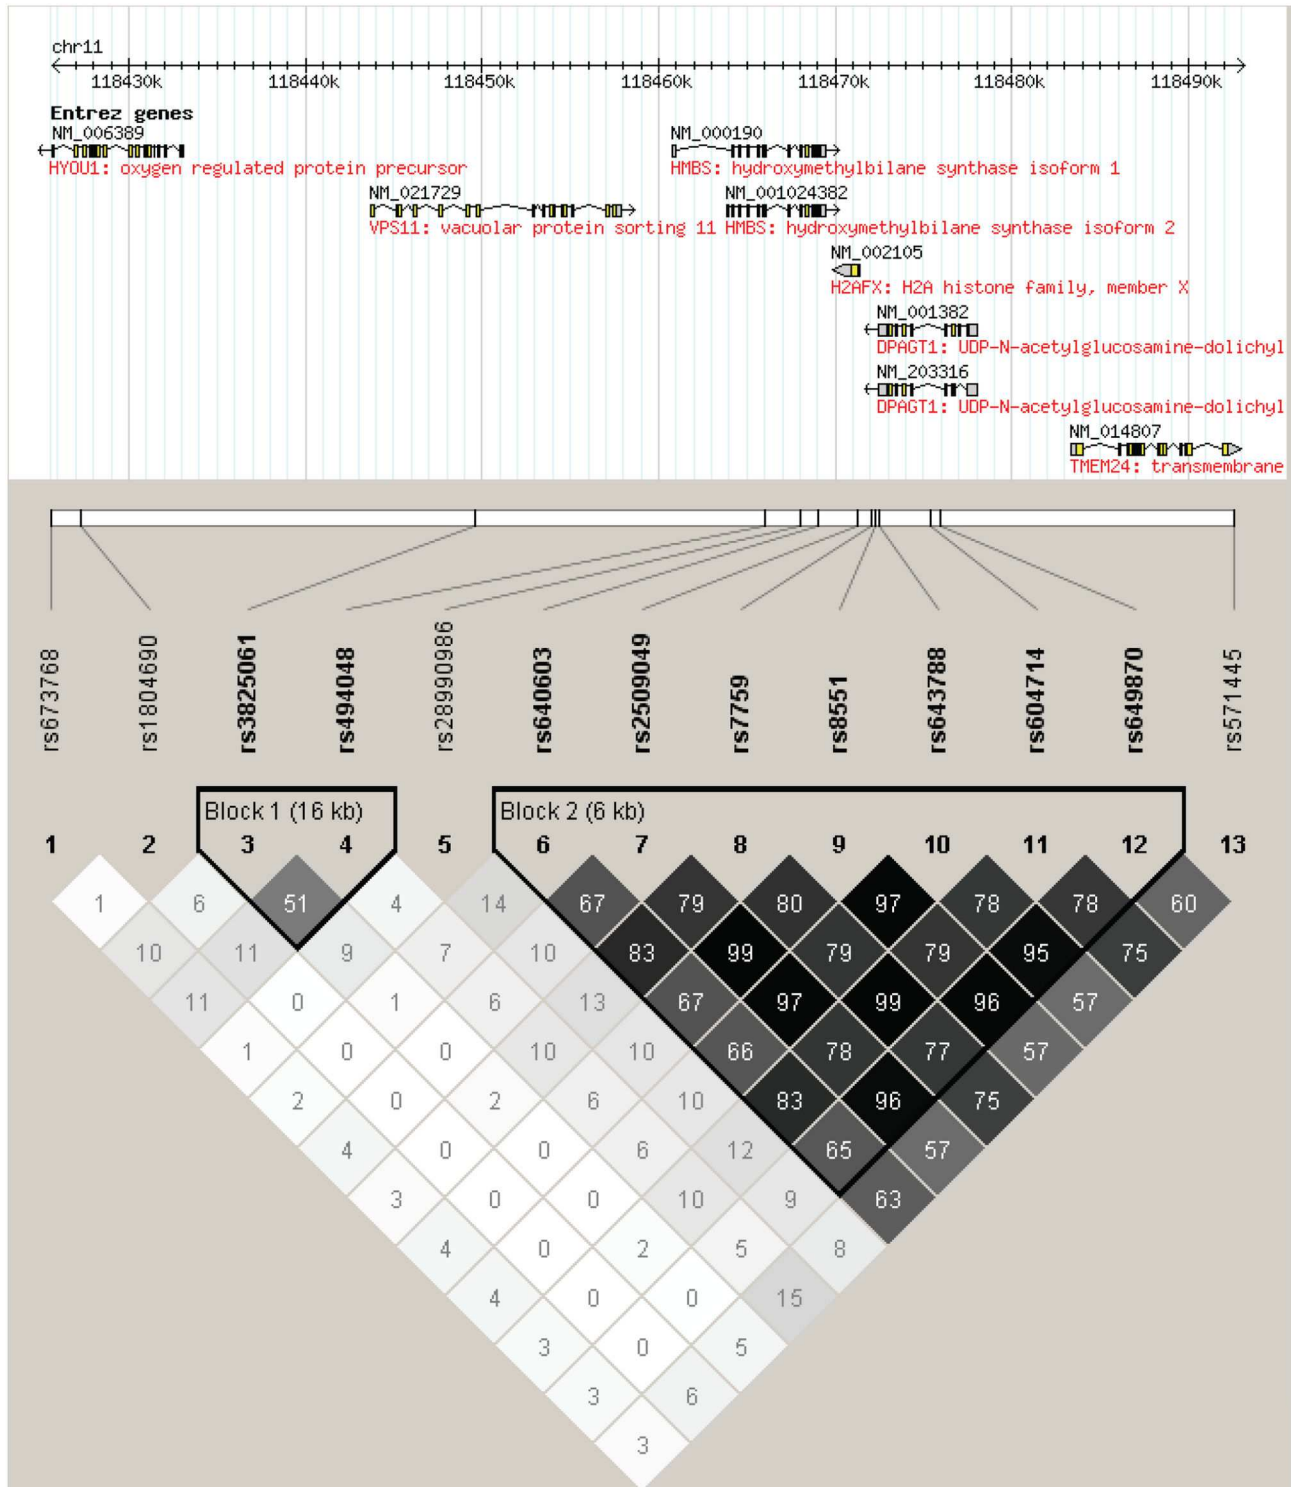 chr11
118430k 118440k 118450k 118460k 118470k 118480k 118490k
Entrez genes
NM_006389 NM_000190
HYOU1: oxygen regulated protein precursor HMBS: hydroxymethylbilane synthase isoform 1
NM_021729 NM_001024382
VPS11: vacuolar protein sorting 11 HMBS: hydroxymethylbilane synthase isoform 2
NM_002105
H2AFX: H2A histone family, member X
NM_001382
DPAGT1: UDP-N-acetylglucosamine-dolichyl
NM_203316
DPAGT1: UDP-N-acetylglucosamine-dolichyl
NM_014807
TMEM24: transmembrane
rs673768 rs1804690 rs3825061 rs494048 rs28990986 rs640603 rs2509049 rs7759 rs8551 rs643788 rs604714 rs649870 rs571445
Block 1 (16 kb) Block 2 (6 kb)
1 2 3 4 5 6 7 8 9 10 11 12 13
1 6 51 4 14 67 79 80 97 78 78 60
10 11 9 7 10 83 99 79 79 95 75
11 0 1 6 13 67 97 99 96 57
1 0 0 10 10 66 78 77 57
2 0 2 6 10 83 96 75
4 0 0 6 12 65 57
3 0 0 10 9 63
4 0 2 5 8
4 0 0 15
3 0 5
3 6
3